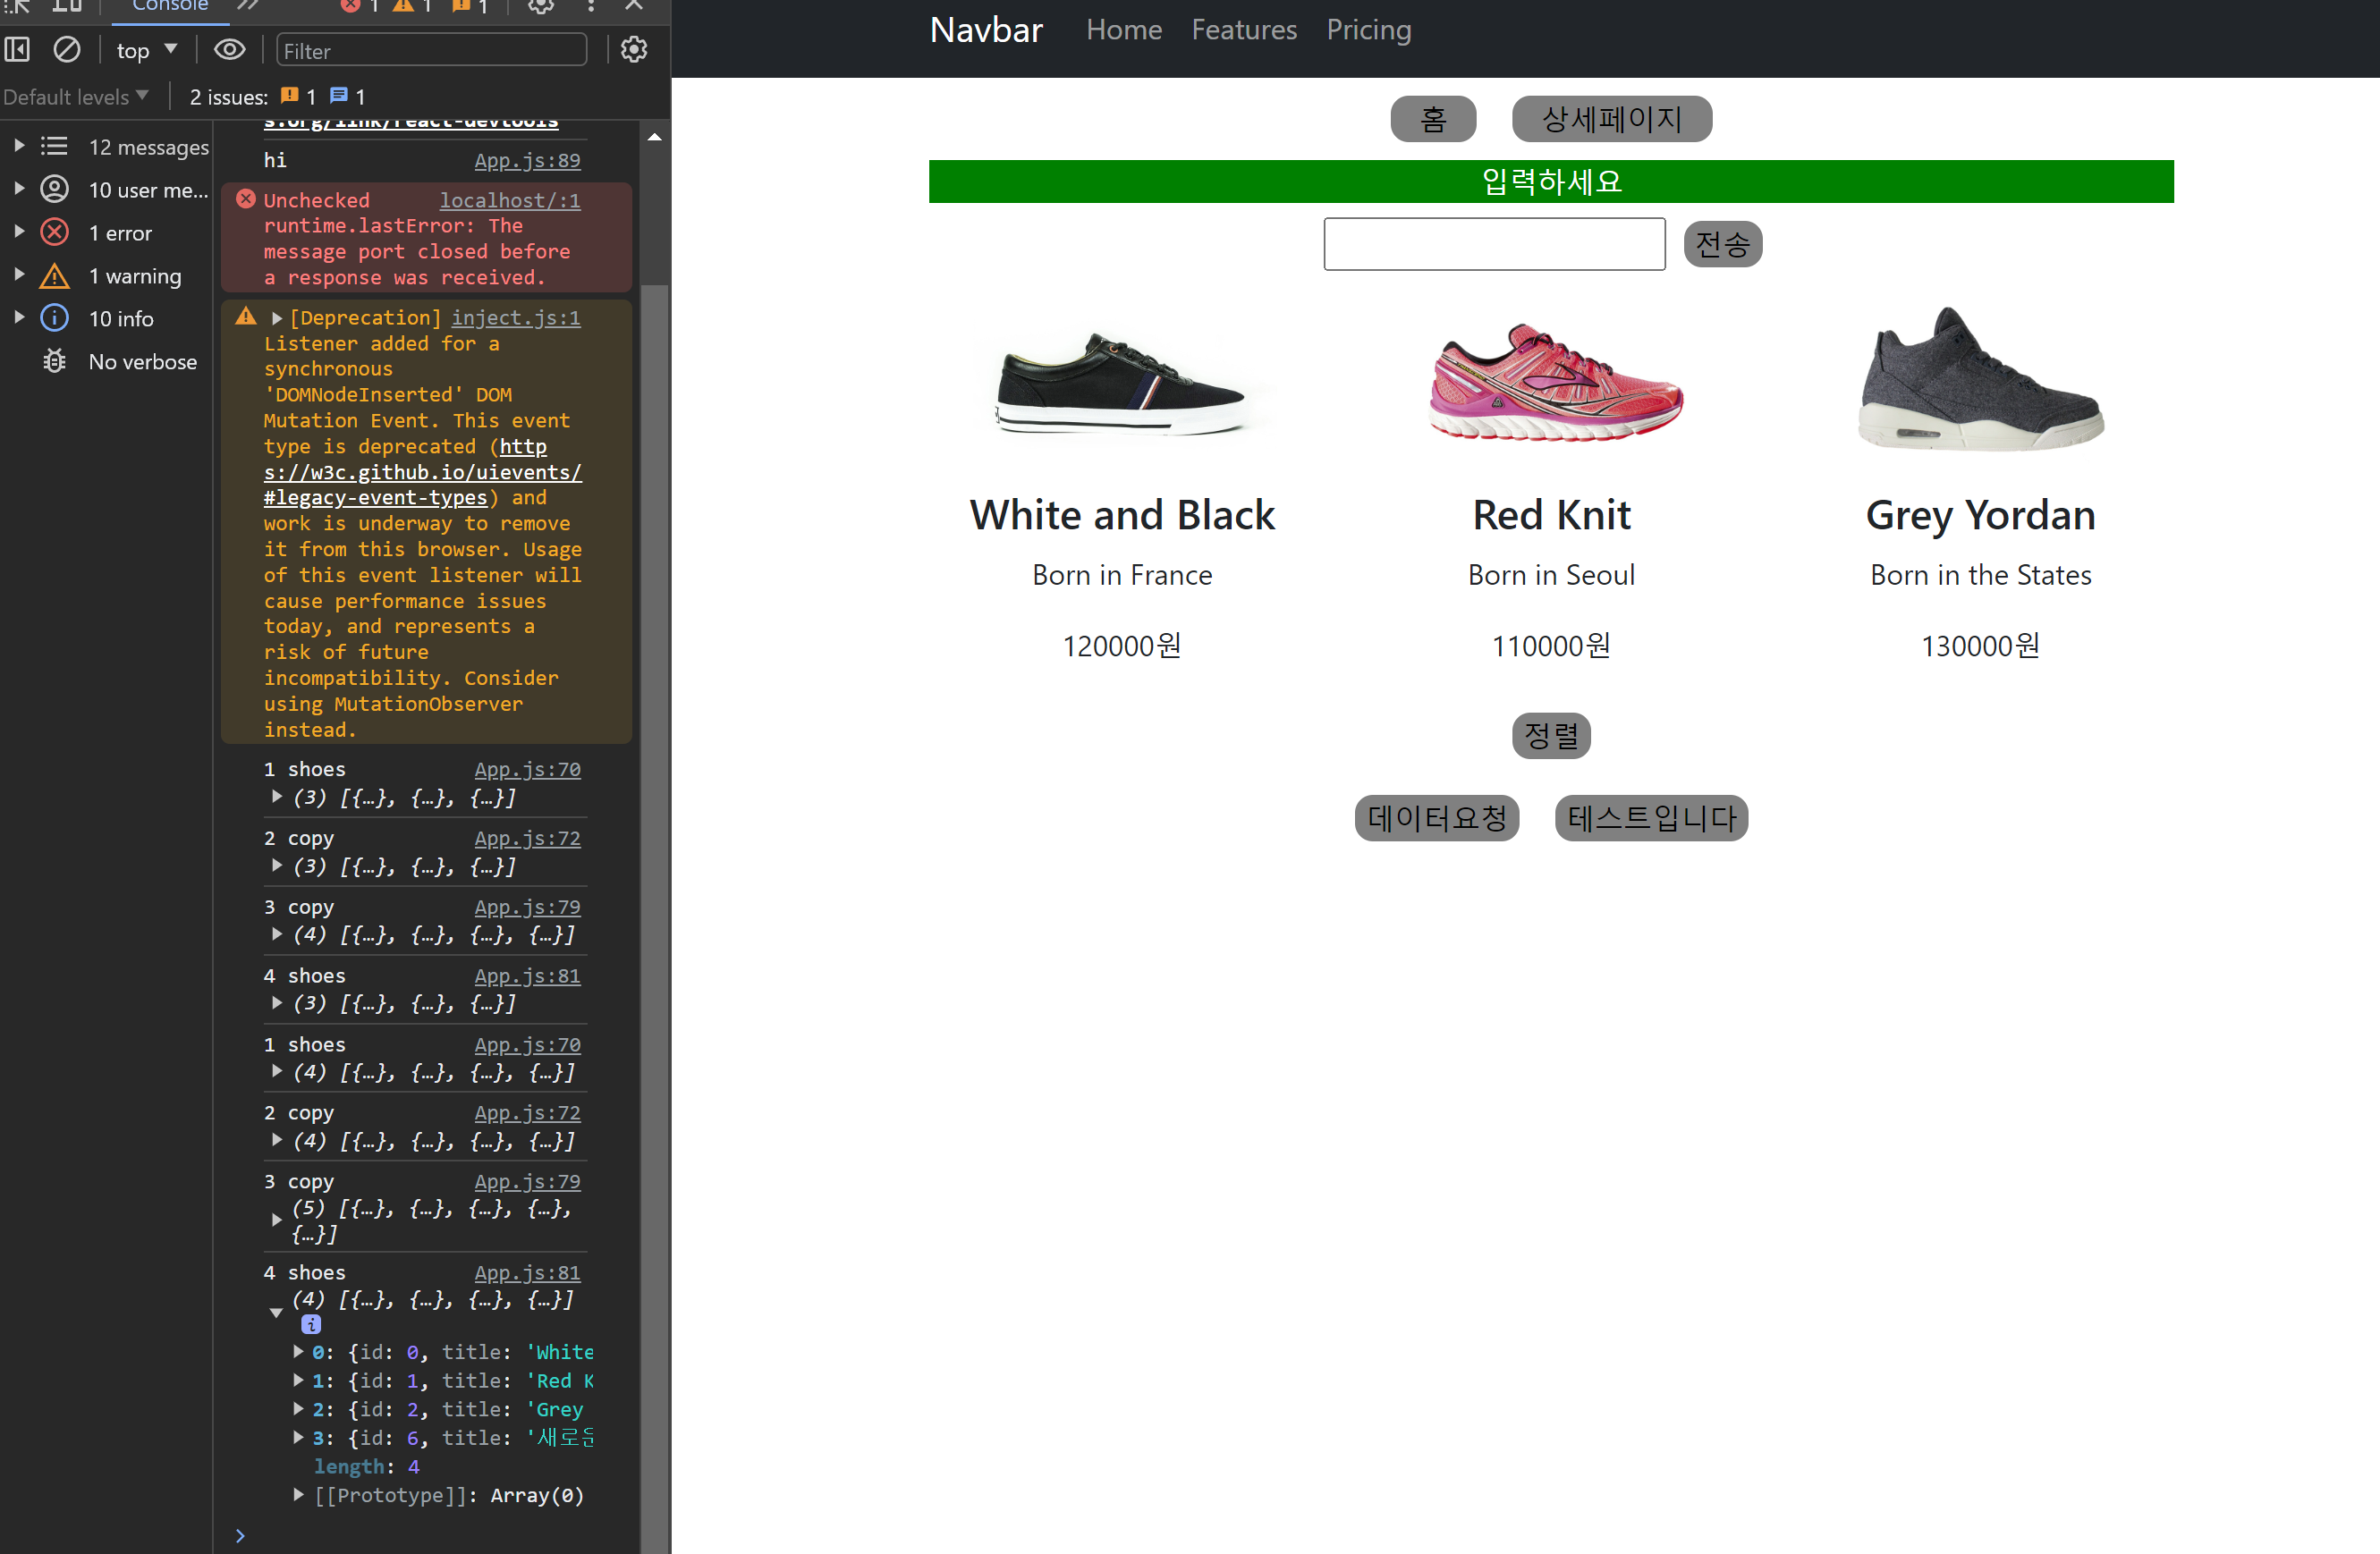 Console
1
1
1
top
Filter
Default levels
2 issues:
1
1
12 messages
10 user me...
1 error
1 warning
10 info
No verbose
s.org/link/react-devtools
hi App.js:89
Unchecked localhost/:1
runtime.lastError: The
message port closed before
a response was received.
[Deprecation] inject.js:1
Listener added for a
synchronous
'DOMNodeInserted' DOM
Mutation Event. This event
type is deprecated (http
s://w3c.github.io/uievents/
#legacy-event-types) and
work is underway to remove
it from this browser. Usage
of this event listener will
cause performance issues
today, and represents a
risk of future
incompatibility. Consider
using MutationObserver
instead.
1 shoes App.js:70
(3) [{…}, {…}, {…}]
2 copy App.js:72
(3) [{…}, {…}, {…}]
3 copy App.js:79
(4) [{…}, {…}, {…}, {…}]
4 shoes App.js:81
(3) [{…}, {…}, {…}]
1 shoes App.js:70
(4) [{…}, {…}, {…}, {…}]
2 copy App.js:72
(4) [{…}, {…}, {…}, {…}]
3 copy App.js:79
(5) [{…}, {…}, {…}, {…},
{…}]
4 shoes App.js:81
(4) [{…}, {…}, {…}, {…}]
i
0: {id: 0, title: 'White
1: {id: 1, title: 'Red K
2: {id: 2, title: 'Grey
3: {id: 6, title: '새로운
length: 4
[[Prototype]]: Array(0)
Navbar Home Features Pricing
홈 상세페이지
입력하세요
전송
White and Black Red Knit Grey Yordan
Born in France Born in Seoul Born in the States
120000원 110000원 130000원
정렬
데이터요청 테스트입니다